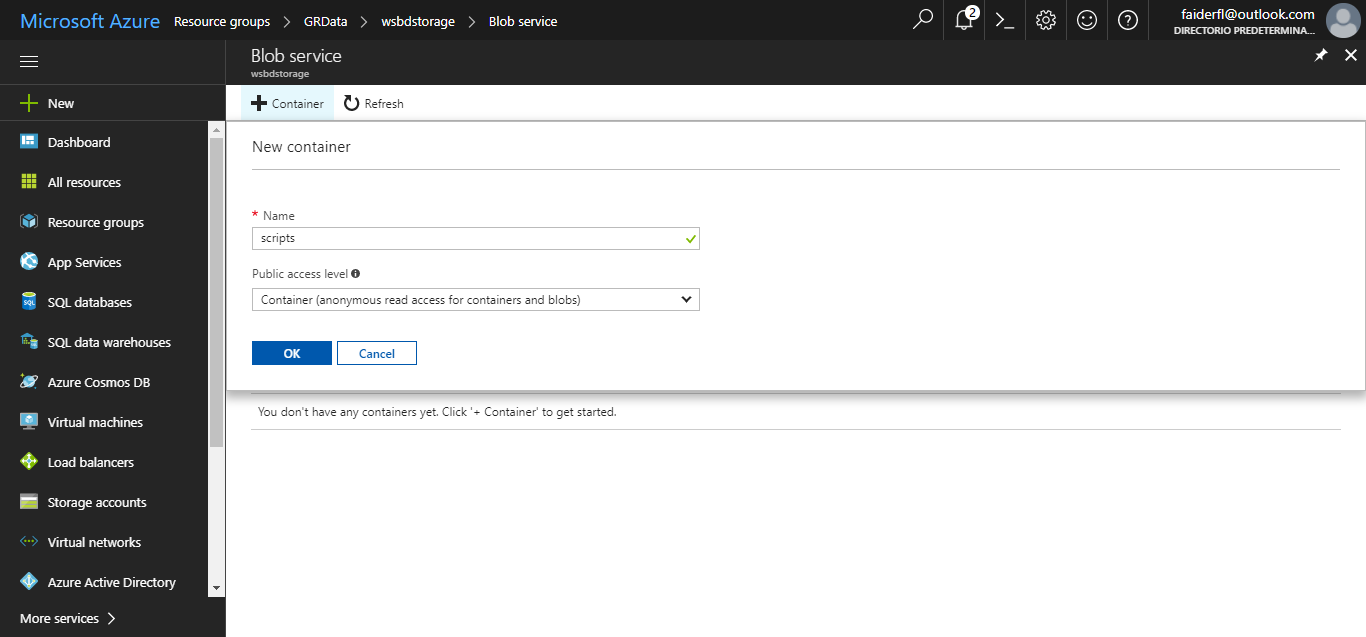 Microsoft Azure Resource groups > GRData > wsbdstorage > Blob service
2
faiderfl@outlook.com
DIRECTORIO PREDETERMINA...
Blob service
wsbdstorage
New
Container
Refresh
Dashboard
All resources
Resource groups
App Services
SQL databases
SQL data warehouses
Azure Cosmos DB
Virtual machines
Load balancers
Storage accounts
Virtual networks
Azure Active Directory
More services >
New container
* Name
scripts
Public access level
Container (anonymous read access for containers and blobs)
OK
Cancel
You don't have any containers yet. Click '+ Container' to get started.